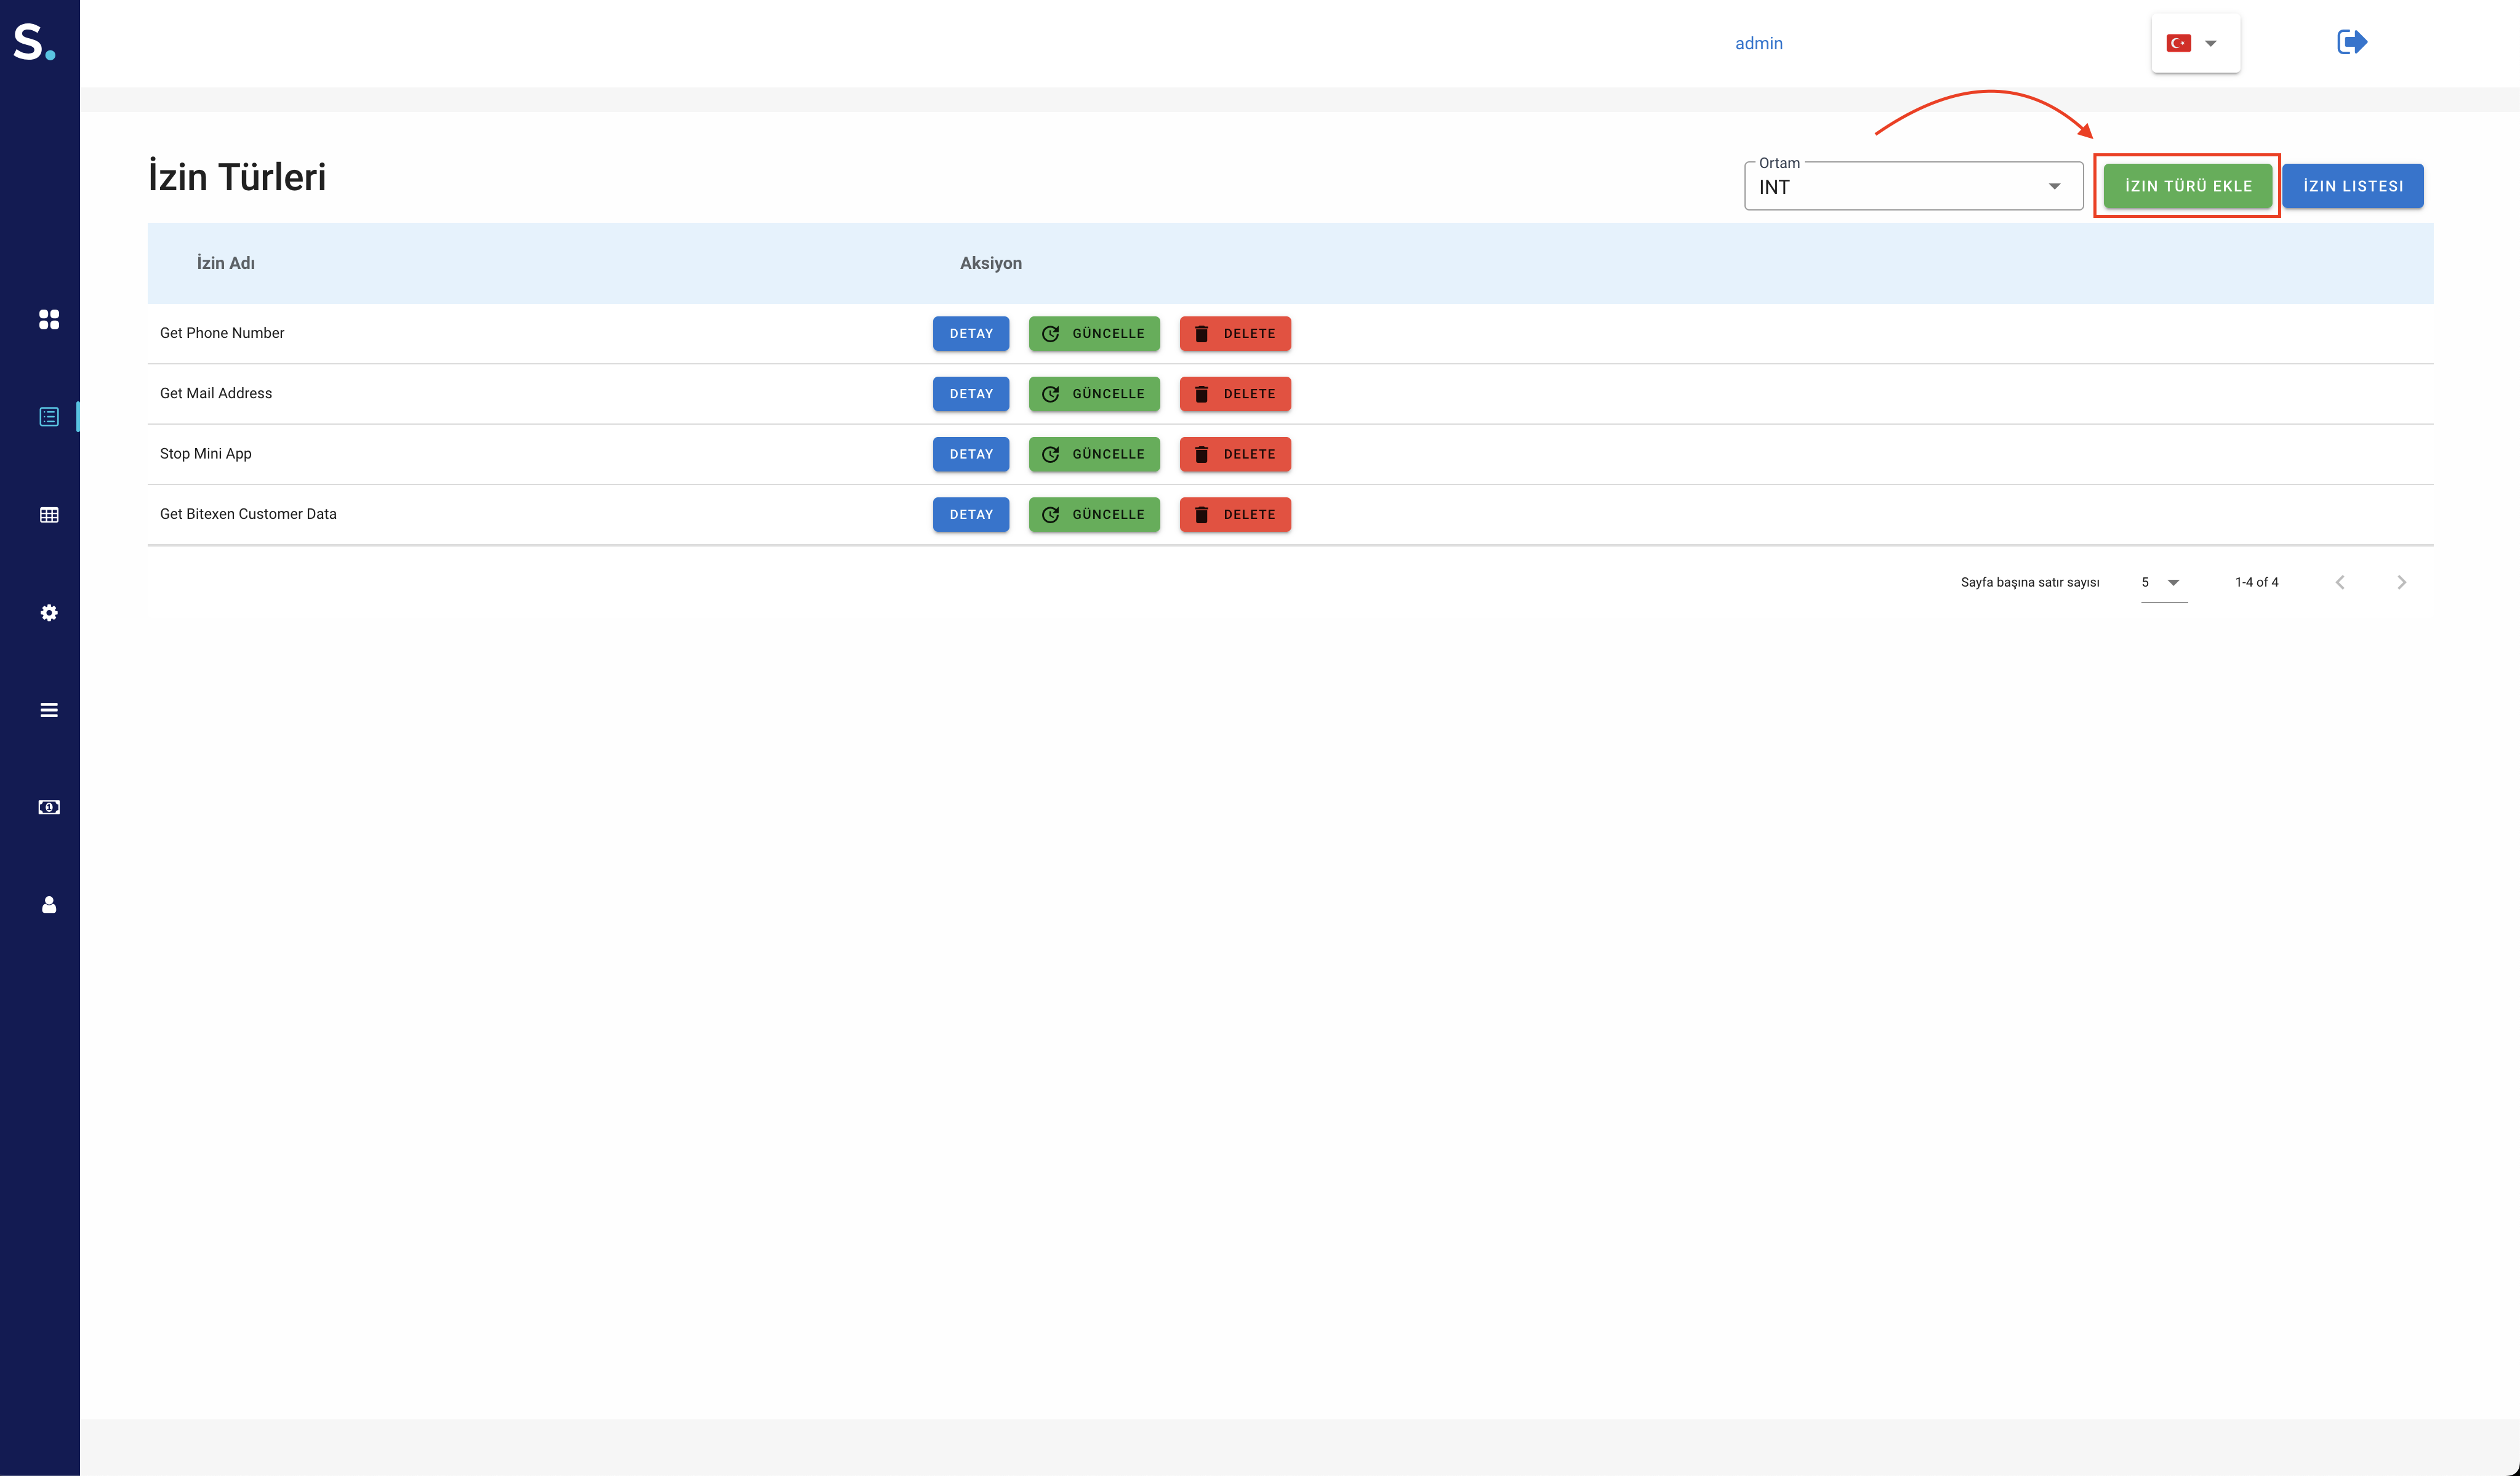 S.
admin
İzin Türleri
Ortam
INT
İZIN TÜRÜ EKLE
İZIN LISTESI
İzin Adı
Aksiyon
Get Phone Number
DETAY
GÜNCELLE
DELETE
Get Mail Address
DETAY
GÜNCELLE
DELETE
Stop Mini App
DETAY
GÜNCELLE
DELETE
Get Bitexen Customer Data
DETAY
GÜNCELLE
DELETE
Sayfa başına satır sayısı
5
1-4 of 4